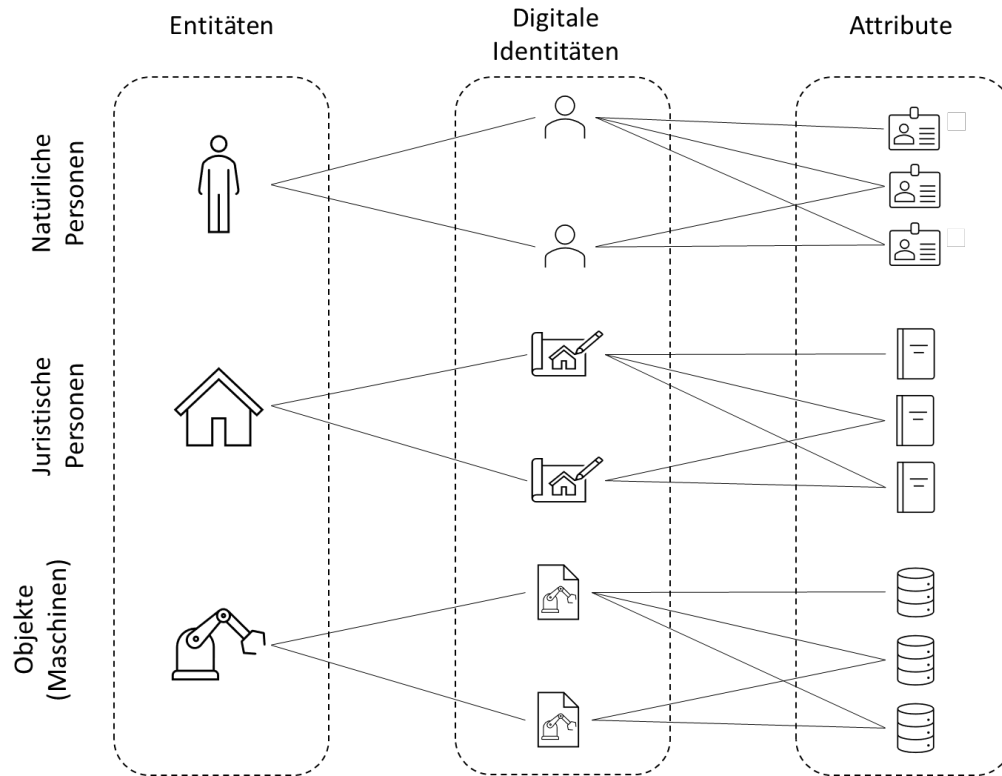 Entitäten
Digitale
Identitäten
Attribute
Natürliche
Personen
Juristische
Personen
Objekte
(Maschinen)